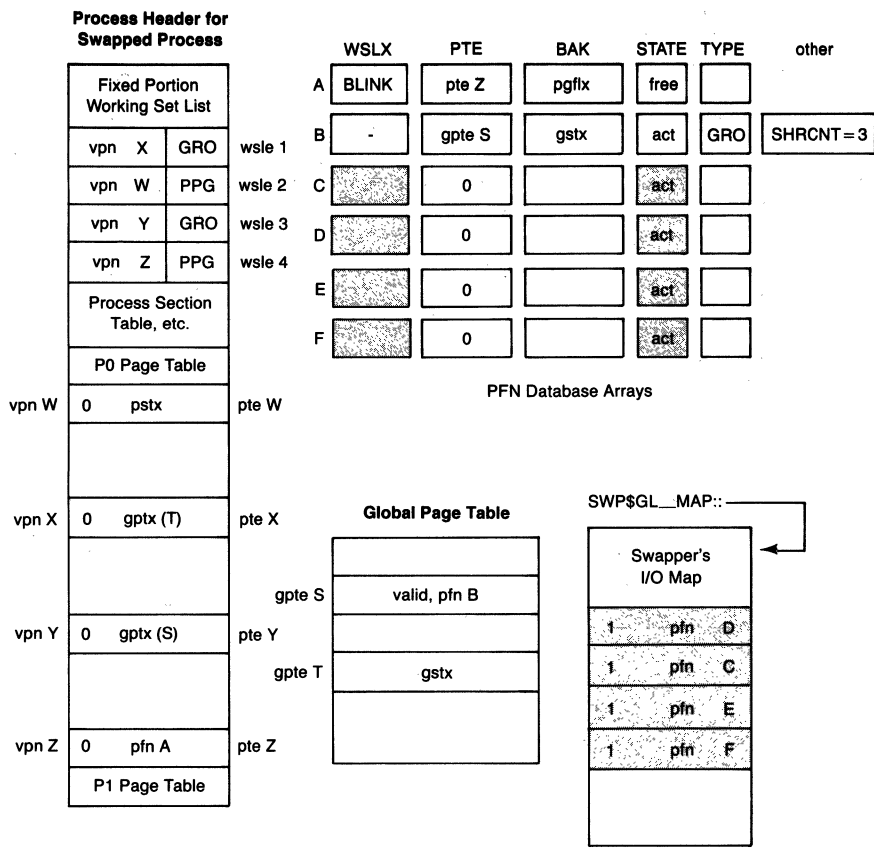 Process Header for
Swapped Process
Fixed Portion
Working Set List
vpn X GRO wsle 1
vpn W PPG wsle 2
vpn Y GRO wsle 3
vpn Z PPG wsle 4
Process Section
Table, etc.
P0 Page Table
vpn W 0 pstx pte W
vpn X 0 gptx (T) pte X
vpn Y 0 gptx (S) pte Y
vpn Z 0 pfn A pte Z
P1 Page Table
WSLX PTE BAK STATE TYPE other
A BLINK pte Z pgflx free
B - gpte S gstx act GRO SHRCNT = 3
C 0 act
D 0 act
E 0 act
F 0 act
PFN Database Arrays
Global Page Table
gpte S valid, pfn B
gpte T gstx
SWP$GL__MAP::
Swapper's
I/O Map
1 pfn D
1 pfn C
1 pfn E
1 pfn F